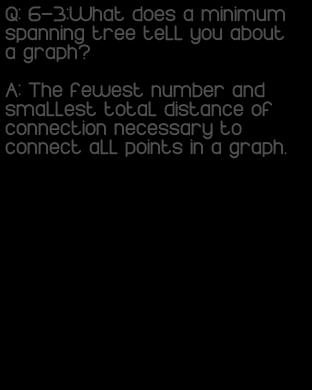 Q: 6-3:What does a minimum
spanning tree tell you about
a graph?
A: The fewest number and
smallest total distance of
connection necessary to
connect all points in a graph.